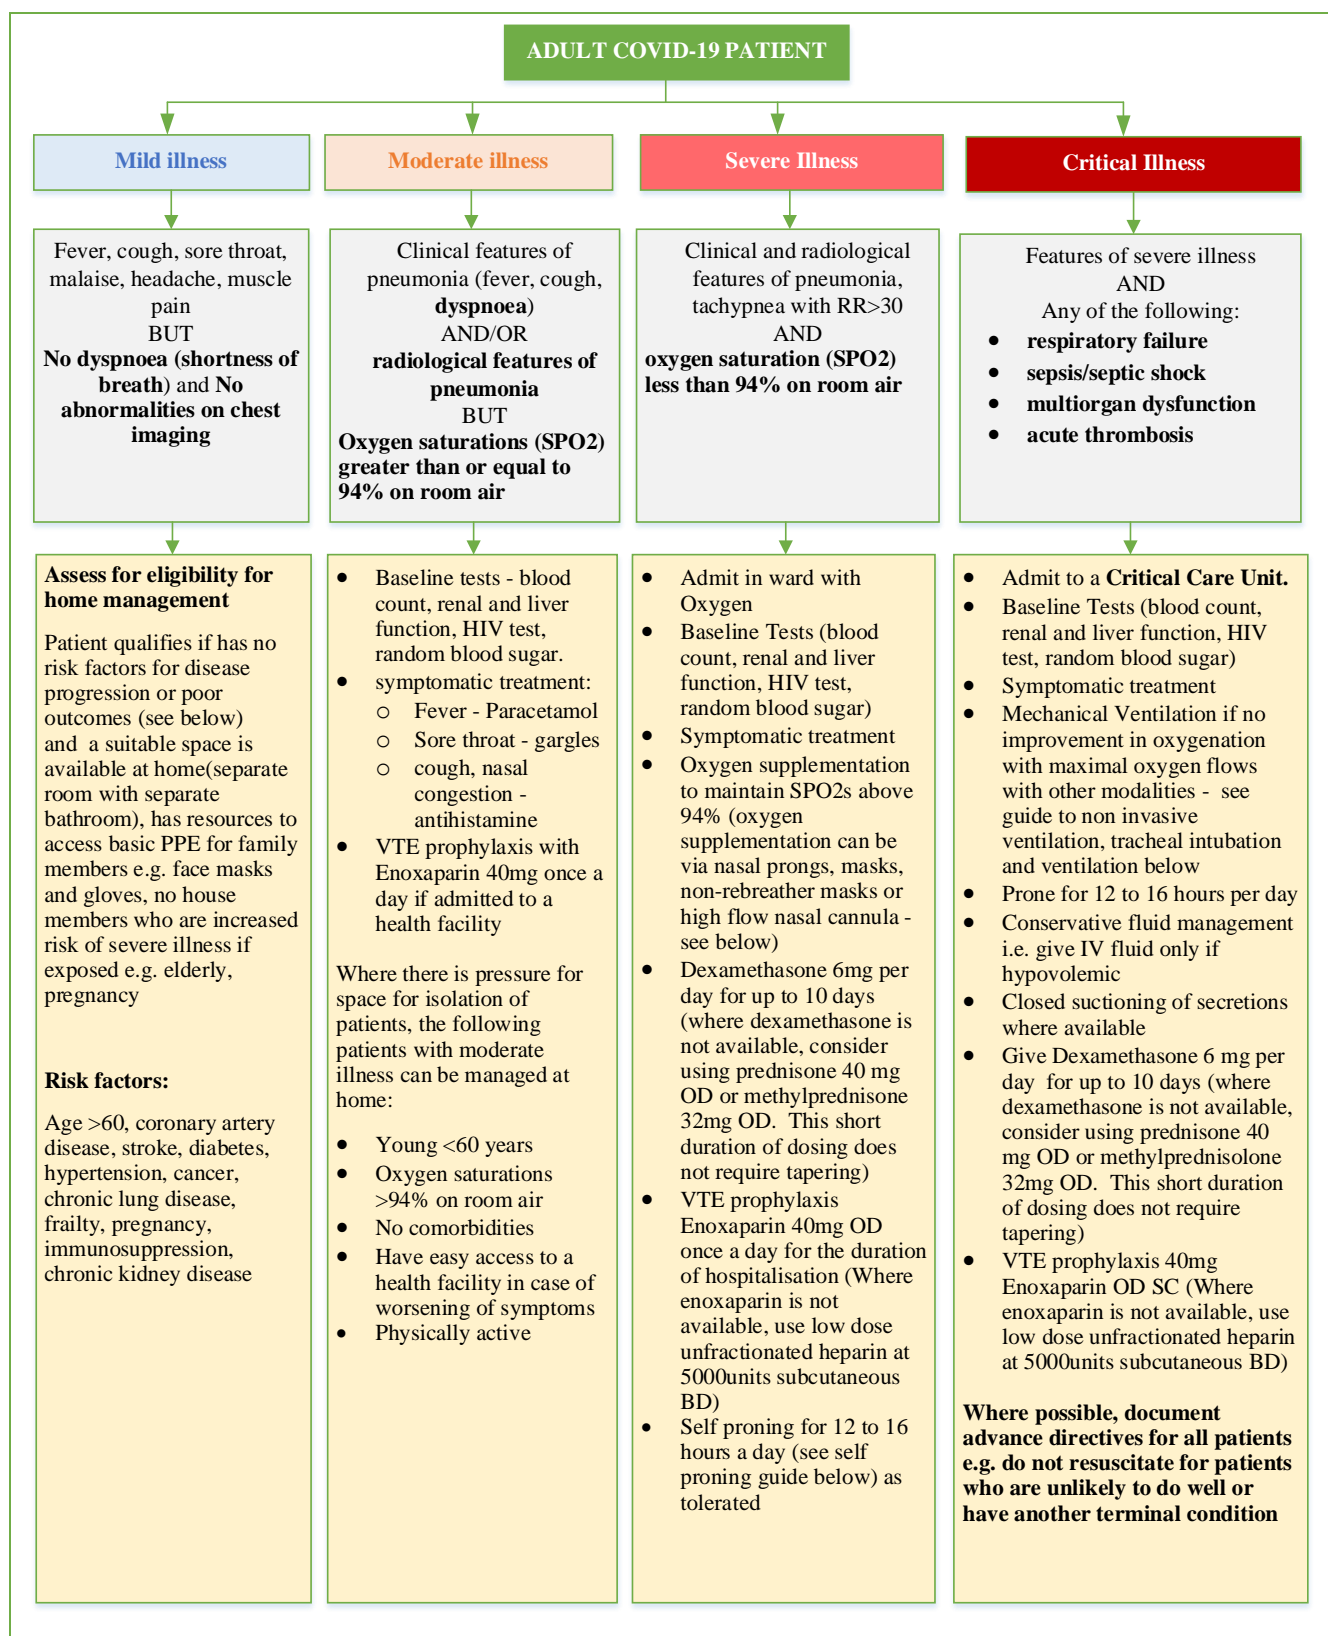 ADULT COVID-19 PATIENT
Mild illness
Moderate illness
Severe Illness
Critical Illness
Fever, cough, sore throat,
malaise, headache, muscle
pain
BUT
No dyspnoea (shortness of
breath) and No
abnormalities on chest
imaging
Clinical features of
pneumonia (fever, cough,
dyspnoea)
AND/OR
radiological features of
pneumonia
BUT
Oxygen saturations (SPO2)
greater than or equal to
94% on room air
Clinical and radiological
features of pneumonia,
tachypnea with RR>30
AND
oxygen saturation (SPO2)
less than 94% on room air
Features of severe illness
AND
Any of the following:
● respiratory failure
● sepsis/septic shock
● multiorgan dysfunction
● acute thrombosis
Assess for eligibility for
home management
Patient qualifies if has no
risk factors for disease
progression or poor
outcomes (see below)
and a suitable space is
available at home(separate
room with separate
bathroom), has resources to
access basic PPE for family
members e.g. face masks
and gloves, no house
members who are increased
risk of severe illness if
exposed e.g. elderly,
pregnancy
Risk factors:
Age >60, coronary artery
disease, stroke, diabetes,
hypertension, cancer,
chronic lung disease,
frailty, pregnancy,
immunosuppression,
chronic kidney disease
● Baseline tests - blood
count, renal and liver
function, HIV test,
random blood sugar.
● symptomatic treatment:
o Fever - Paracetamol
o Sore throat - gargles
o cough, nasal
congestion -
antihistamine
● VTE prophylaxis with
Enoxaparin 40mg once a
day if admitted to a
health facility
Where there is pressure for
space for isolation of
patients, the following
patients with moderate
illness can be managed at
home:
● Young <60 years
● Oxygen saturations
>94% on room air
● No comorbidities
● Have easy access to a
health facility in case of
worsening of symptoms
● Physically active
● Admit in ward with
Oxygen
● Baseline Tests (blood
count, renal and liver
function, HIV test,
random blood sugar)
● Symptomatic treatment
● Oxygen supplementation
to maintain SPO2s above
94% (oxygen
supplementation can be
via nasal prongs, masks,
non-rebreather masks or
high flow nasal cannula -
see below)
● Dexamethasone 6mg per
day for up to 10 days
(where dexamethasone is
not available, consider
using prednisone 40 mg
OD or methylprednisone
32mg OD. This short
duration of dosing does
not require tapering)
● VTE prophylaxis
Enoxaparin 40mg OD
once a day for the duration
of hospitalisation (Where
enoxaparin is not
available, use low dose
unfractionated heparin at
5000units subcutaneous
BD)
● Self proning for 12 to 16
hours a day (see self
proning guide below) as
tolerated
● Admit to a Critical Care Unit.
● Baseline Tests (blood count,
renal and liver function, HIV
test, random blood sugar)
● Symptomatic treatment
● Mechanical Ventilation if no
improvement in oxygenation
with maximal oxygen flows
with other modalities - see
guide to non invasive
ventilation, tracheal intubation
and ventilation below
● Prone for 12 to 16 hours per day
● Conservative fluid management
i.e. give IV fluid only if
hypovolemic
● Closed suctioning of secretions
where available
● Give Dexamethasone 6 mg per
day for up to 10 days (where
dexamethasone is not available,
consider using prednisone 40
mg OD or methylprednisolone
32mg OD. This short duration
of dosing does not require
tapering)
● VTE prophylaxis 40mg
Enoxaparin OD SC (Where
enoxaparin is not available, use
low dose unfractionated heparin
at 5000units subcutaneous BD)
Where possible, document
advance directives for all patients
e.g. do not resuscitate for patients
who are unlikely to do well or
have another terminal condition